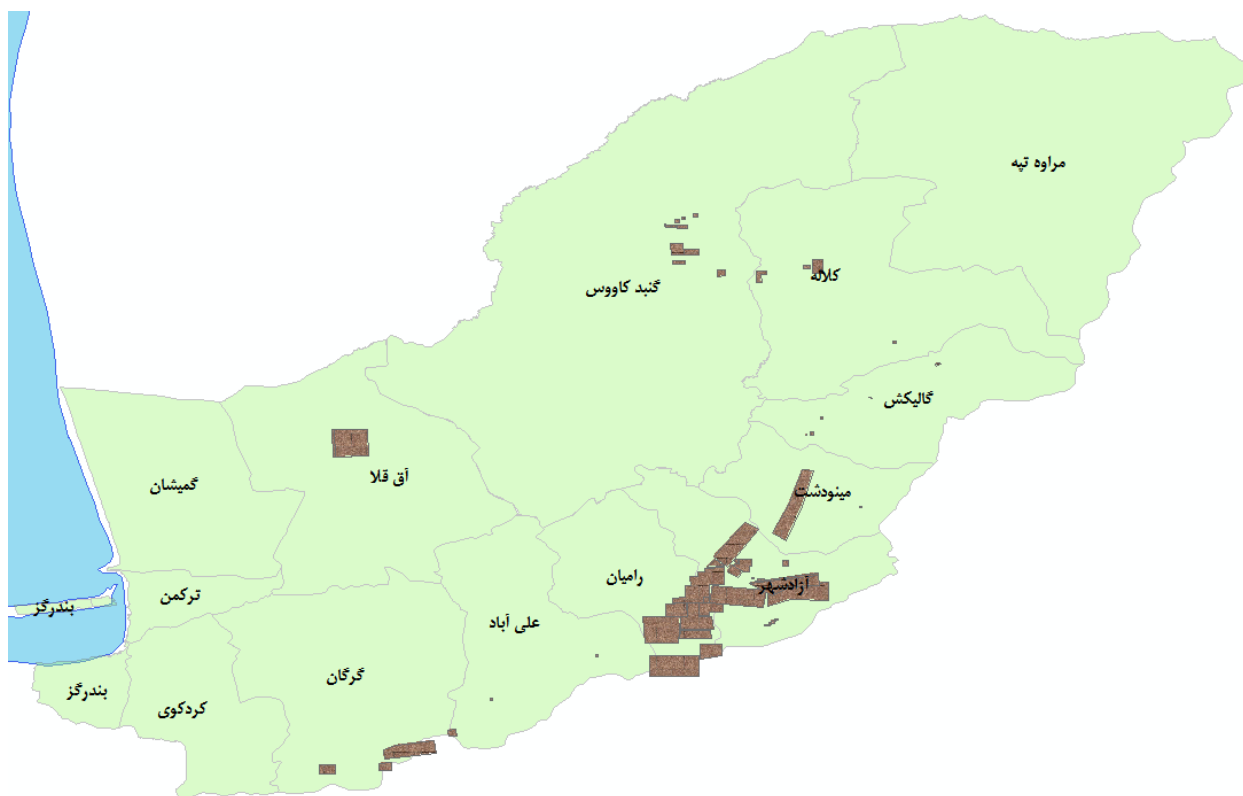 مراوه تپه
کلاله
گنبد کاووس
گالیکش
آق قلا
گمیشان
مینودشت
رامیان
آزادشهر
ترکمن
بندرگز
علی آباد
گرگان
بندرگز
کردکوی